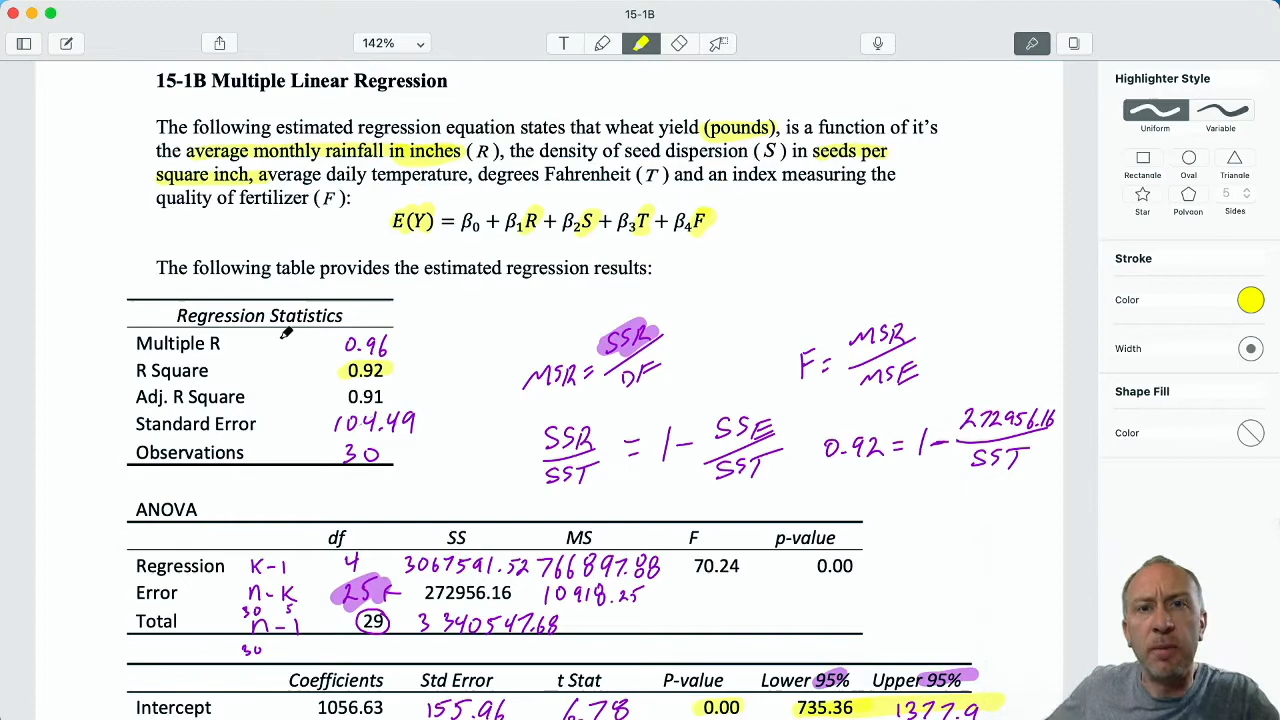 15-1B
142%
T
15-1B Multiple Linear Regression
The following estimated regression equation states that wheat yield (pounds), is a function of it's
the average monthly rainfall in inches (R), the density of seed dispersion (S) in seeds per
square inch, average daily temperature, degrees Fahrenheit (T) and an index measuring the
quality of fertilizer (F):
E(Y) = β₀ + β₁R + β₂S + β₃T + β₄F
The following table provides the estimated regression results:
Regression Statistics
Multiple R 0.96
R Square 0.92
Adj. R Square 0.91
Standard Error 104.49
Observations 30
MSR = SSR/DF
F = MSR/MSE
SSR/SST = 1 - SSE/SST
0.92 = 1 - 272956.16/SST
ANOVA
df SS MS F p-value
Regression K-1 4 3067591.52 766897.88 70.24 0.00
Error n-K 25 272956.16 10918.25
30 5
Total n-1 29 3340547.68
30
Coefficients Std Error t Stat P-value Lower 95% Upper 95%
Intercept 1056.63 155.96 6.78 0.00 735.36 1377.9
Highlighter Style
Uniform Variable
Rectangle Oval Triangle
5
Star Polygon Sides
Stroke
Color
Width
Shape Fill
Color